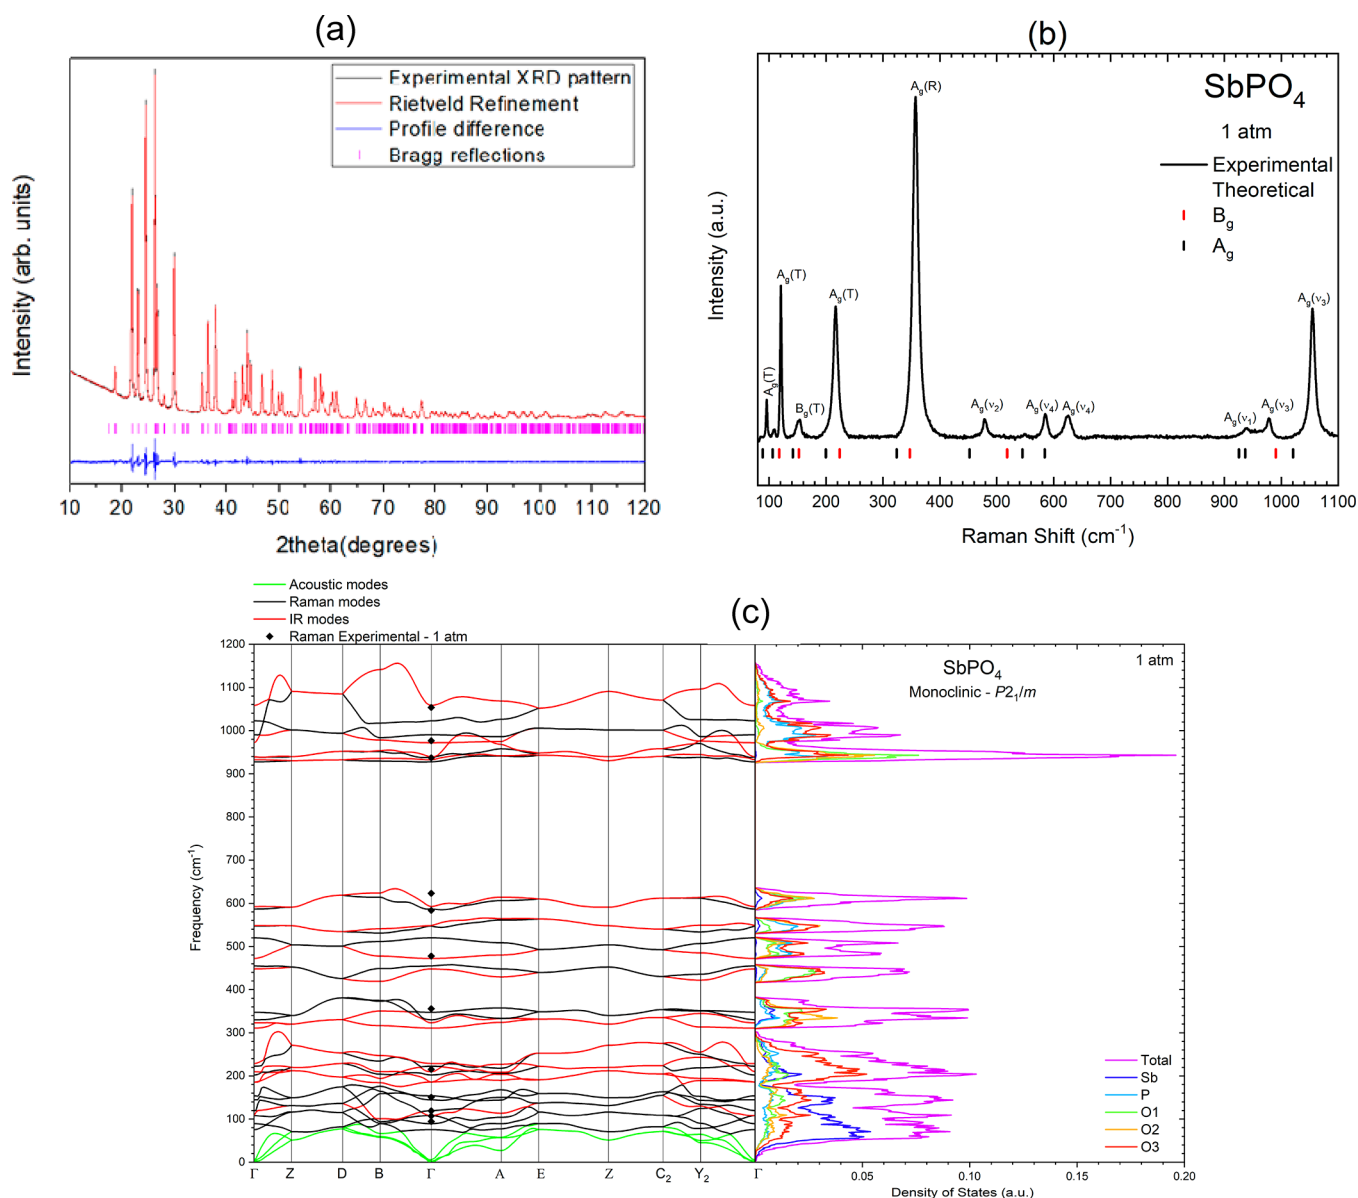 (a)
Experimental XRD pattern
Rietveld Refinement
Profile difference
Bragg reflections
Intensity (arb. units)
10 20 30 40 50 60 70 80 90 100 110 120
2theta(degrees)
(b)
SbPO4
1 atm
Experimental
Theoretical
Bg
Ag
Ag(R)
Ag(T)
Ag(T)
Ag(T)
Bg(T)
Ag(ν2)
Ag(ν4)
Ag(ν4)
Ag(ν1)
Ag(ν3)
Ag(ν3)
Intensity (a.u.)
100 200 300 400 500 600 700 800 900 1000 1100
Raman Shift (cm-1)
(c)
Acoustic modes
Raman modes
IR modes
Raman Experimental - 1 atm
1200
1100
1000
900
800
700
600
500
400
300
200
100
0
Frequency (cm-1)
Γ Z D B Γ A E Z C2 Y2 Γ
SbPO4
1 atm
Monoclinic - P21/m
Total
Sb
P
O1
O2
O3
0.05 0.10 0.15 0.20
Density of States (a.u.)